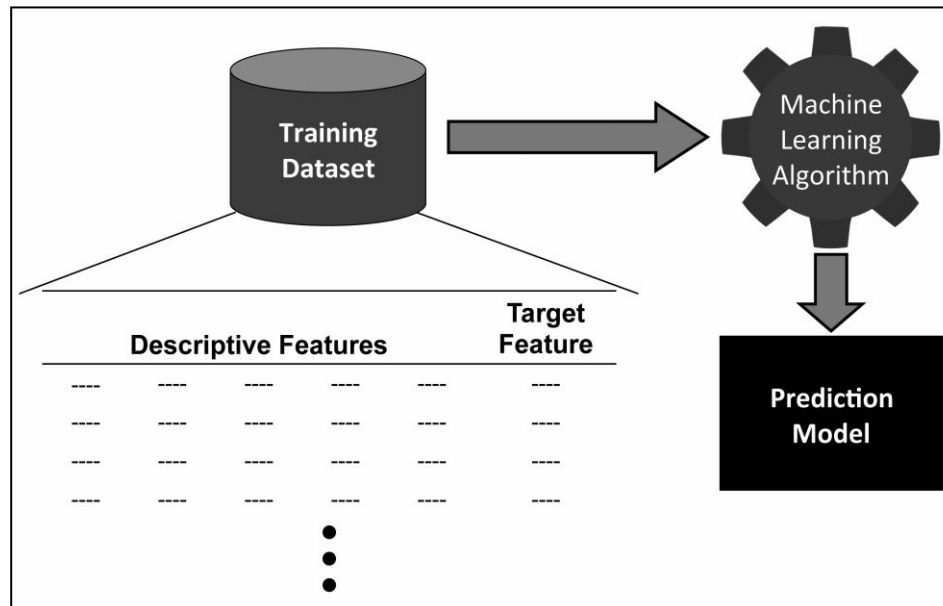 Training
Dataset
Machine
Learning
Algorithm
Target
Descriptive Features Feature
---- ---- ---- ---- ---- ----
---- ---- ---- ---- ---- ----
---- ---- ---- ---- ---- ----
---- ---- ---- ---- ---- ----
Prediction
Model